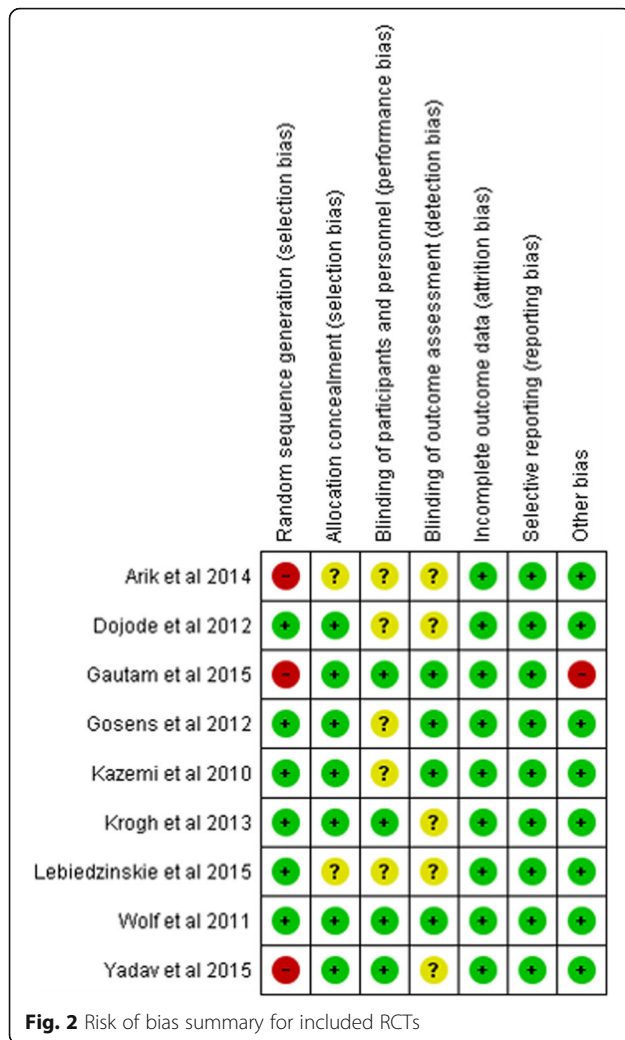 Random sequence generation (selection bias)
Allocation concealment (selection bias)
Blinding of participants and personnel (performance bias)
Blinding of outcome assessment (detection bias)
Incomplete outcome data (attrition bias)
Selective reporting (reporting bias)
Other bias
Arik et al 2014 - ? ? ? + + +
Dojode et al 2012 + + ? ? + + +
Gautam et al 2015 - + + + + + -
Gosens et al 2012 + + ? + + + +
Kazemi et al 2010 + + ? + + + +
Krogh et al 2013 + + + ? + + +
Lebiedzinskie et al 2015 + ? ? ? + + +
Wolf et al 2011 + + + + + + +
Yadav et al 2015 - + + ? + + +
Fig. 2 Risk of bias summary for included RCTs